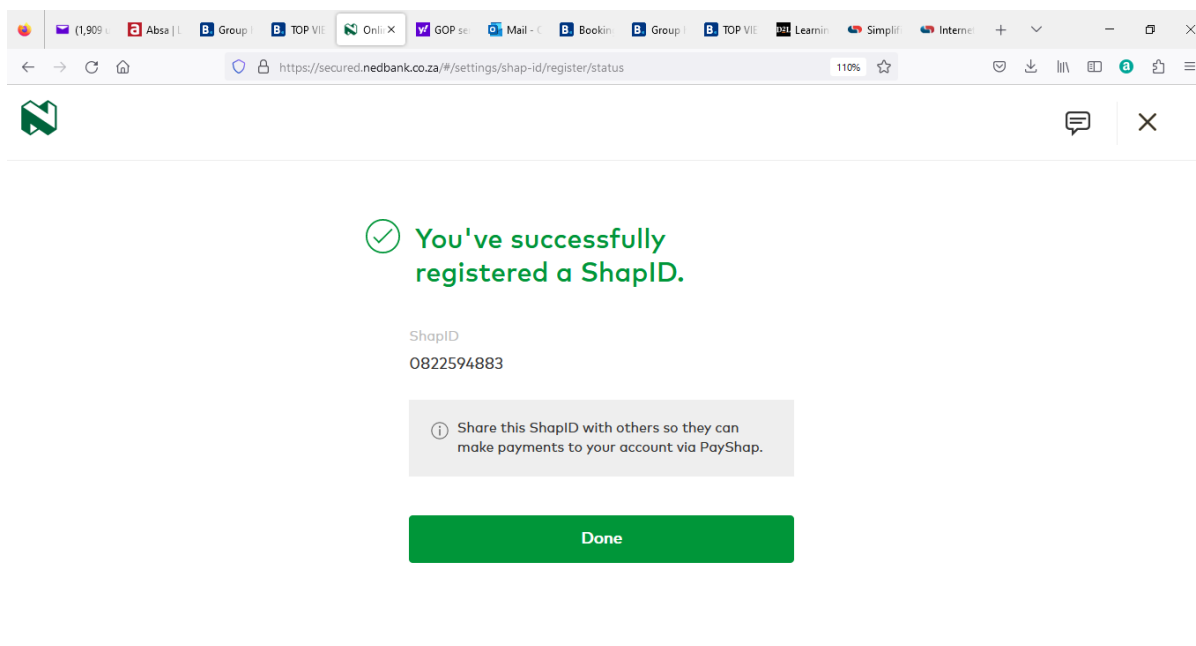 (1,909
Absa | L
Group
TOP VIE
Onli
GOP se
Mail - 
Bookin
Group
TOP VIE
D2L
Learnin
Simplifi
Interne
https://secured.nedbank.co.za/#/settings/shap-id/register/status
110%
You've successfully
registered a ShapID.
ShapID
0822594883
Share this ShapID with others so they can
make payments to your account via PayShap.
Done